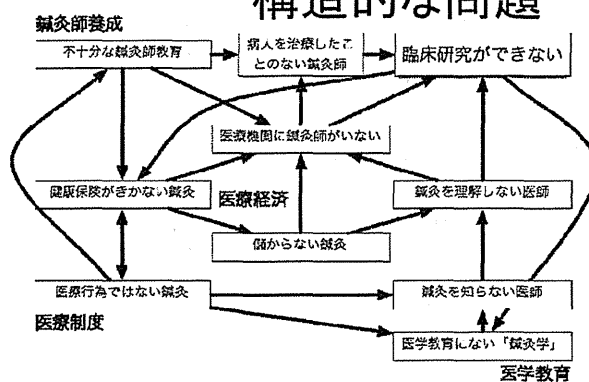 構造的な問題
鍼灸師養成
不十分な鍼灸師教育
病人を治療したこ
とのない鍼灸師
臨床研究ができない
医療機関に鍼灸師がいない
健康保険がきかない鍼灸
医療経済
鍼灸を理解しない医師
儲からない鍼灸
医療行為ではない鍼灸
鍼灸を知らない医師
医療制度
医学教育にない「鍼灸学」
医学教育